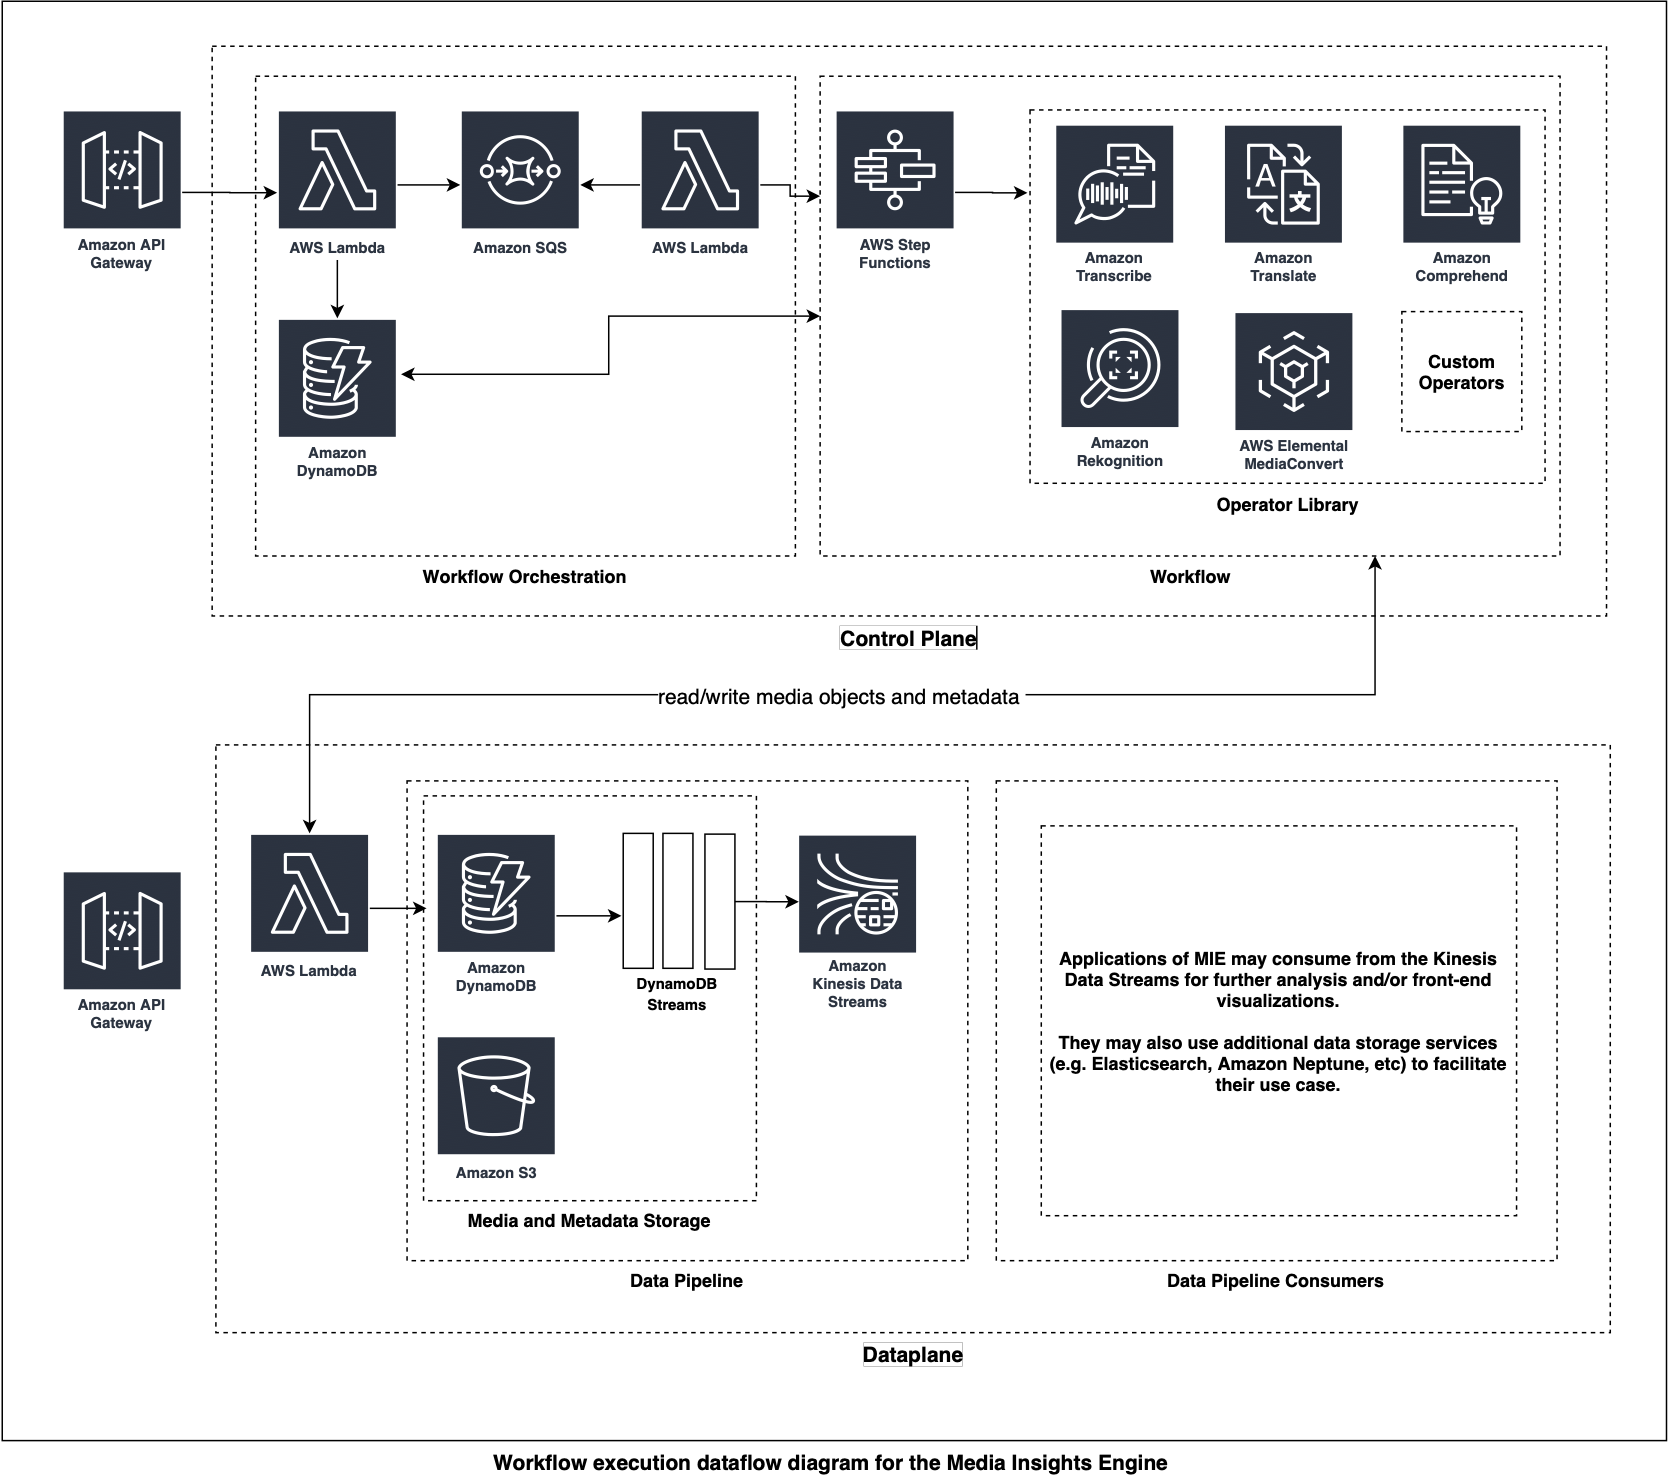 Amazon API
Gateway
AWS Lambda
Amazon SQS
AWS Lambda
AWS Step
Functions
Amazon
Transcribe
Amazon
Translate
Amazon
Comprehend
Amazon
DynamoDB
Amazon
Rekognition
AWS Elemental
MediaConvert
Custom
Operators
Operator Library
Workflow Orchestration
Workflow
Control Plane
read/write media objects and metadata
Amazon API
Gateway
AWS Lambda
Amazon
DynamoDB
DynamoDB
Streams
Amazon
Kinesis Data
Streams
Amazon S3
Media and Metadata Storage
Data Pipeline
Applications of MIE may consume from the Kinesis
Data Streams for further analysis and/or front-end
visualizations.
They may also use additional data storage services
(e.g. Elasticsearch, Amazon Neptune, etc) to facilitate
their use case.
Data Pipeline Consumers
Dataplane
Workflow execution dataflow diagram for the Media Insights Engine